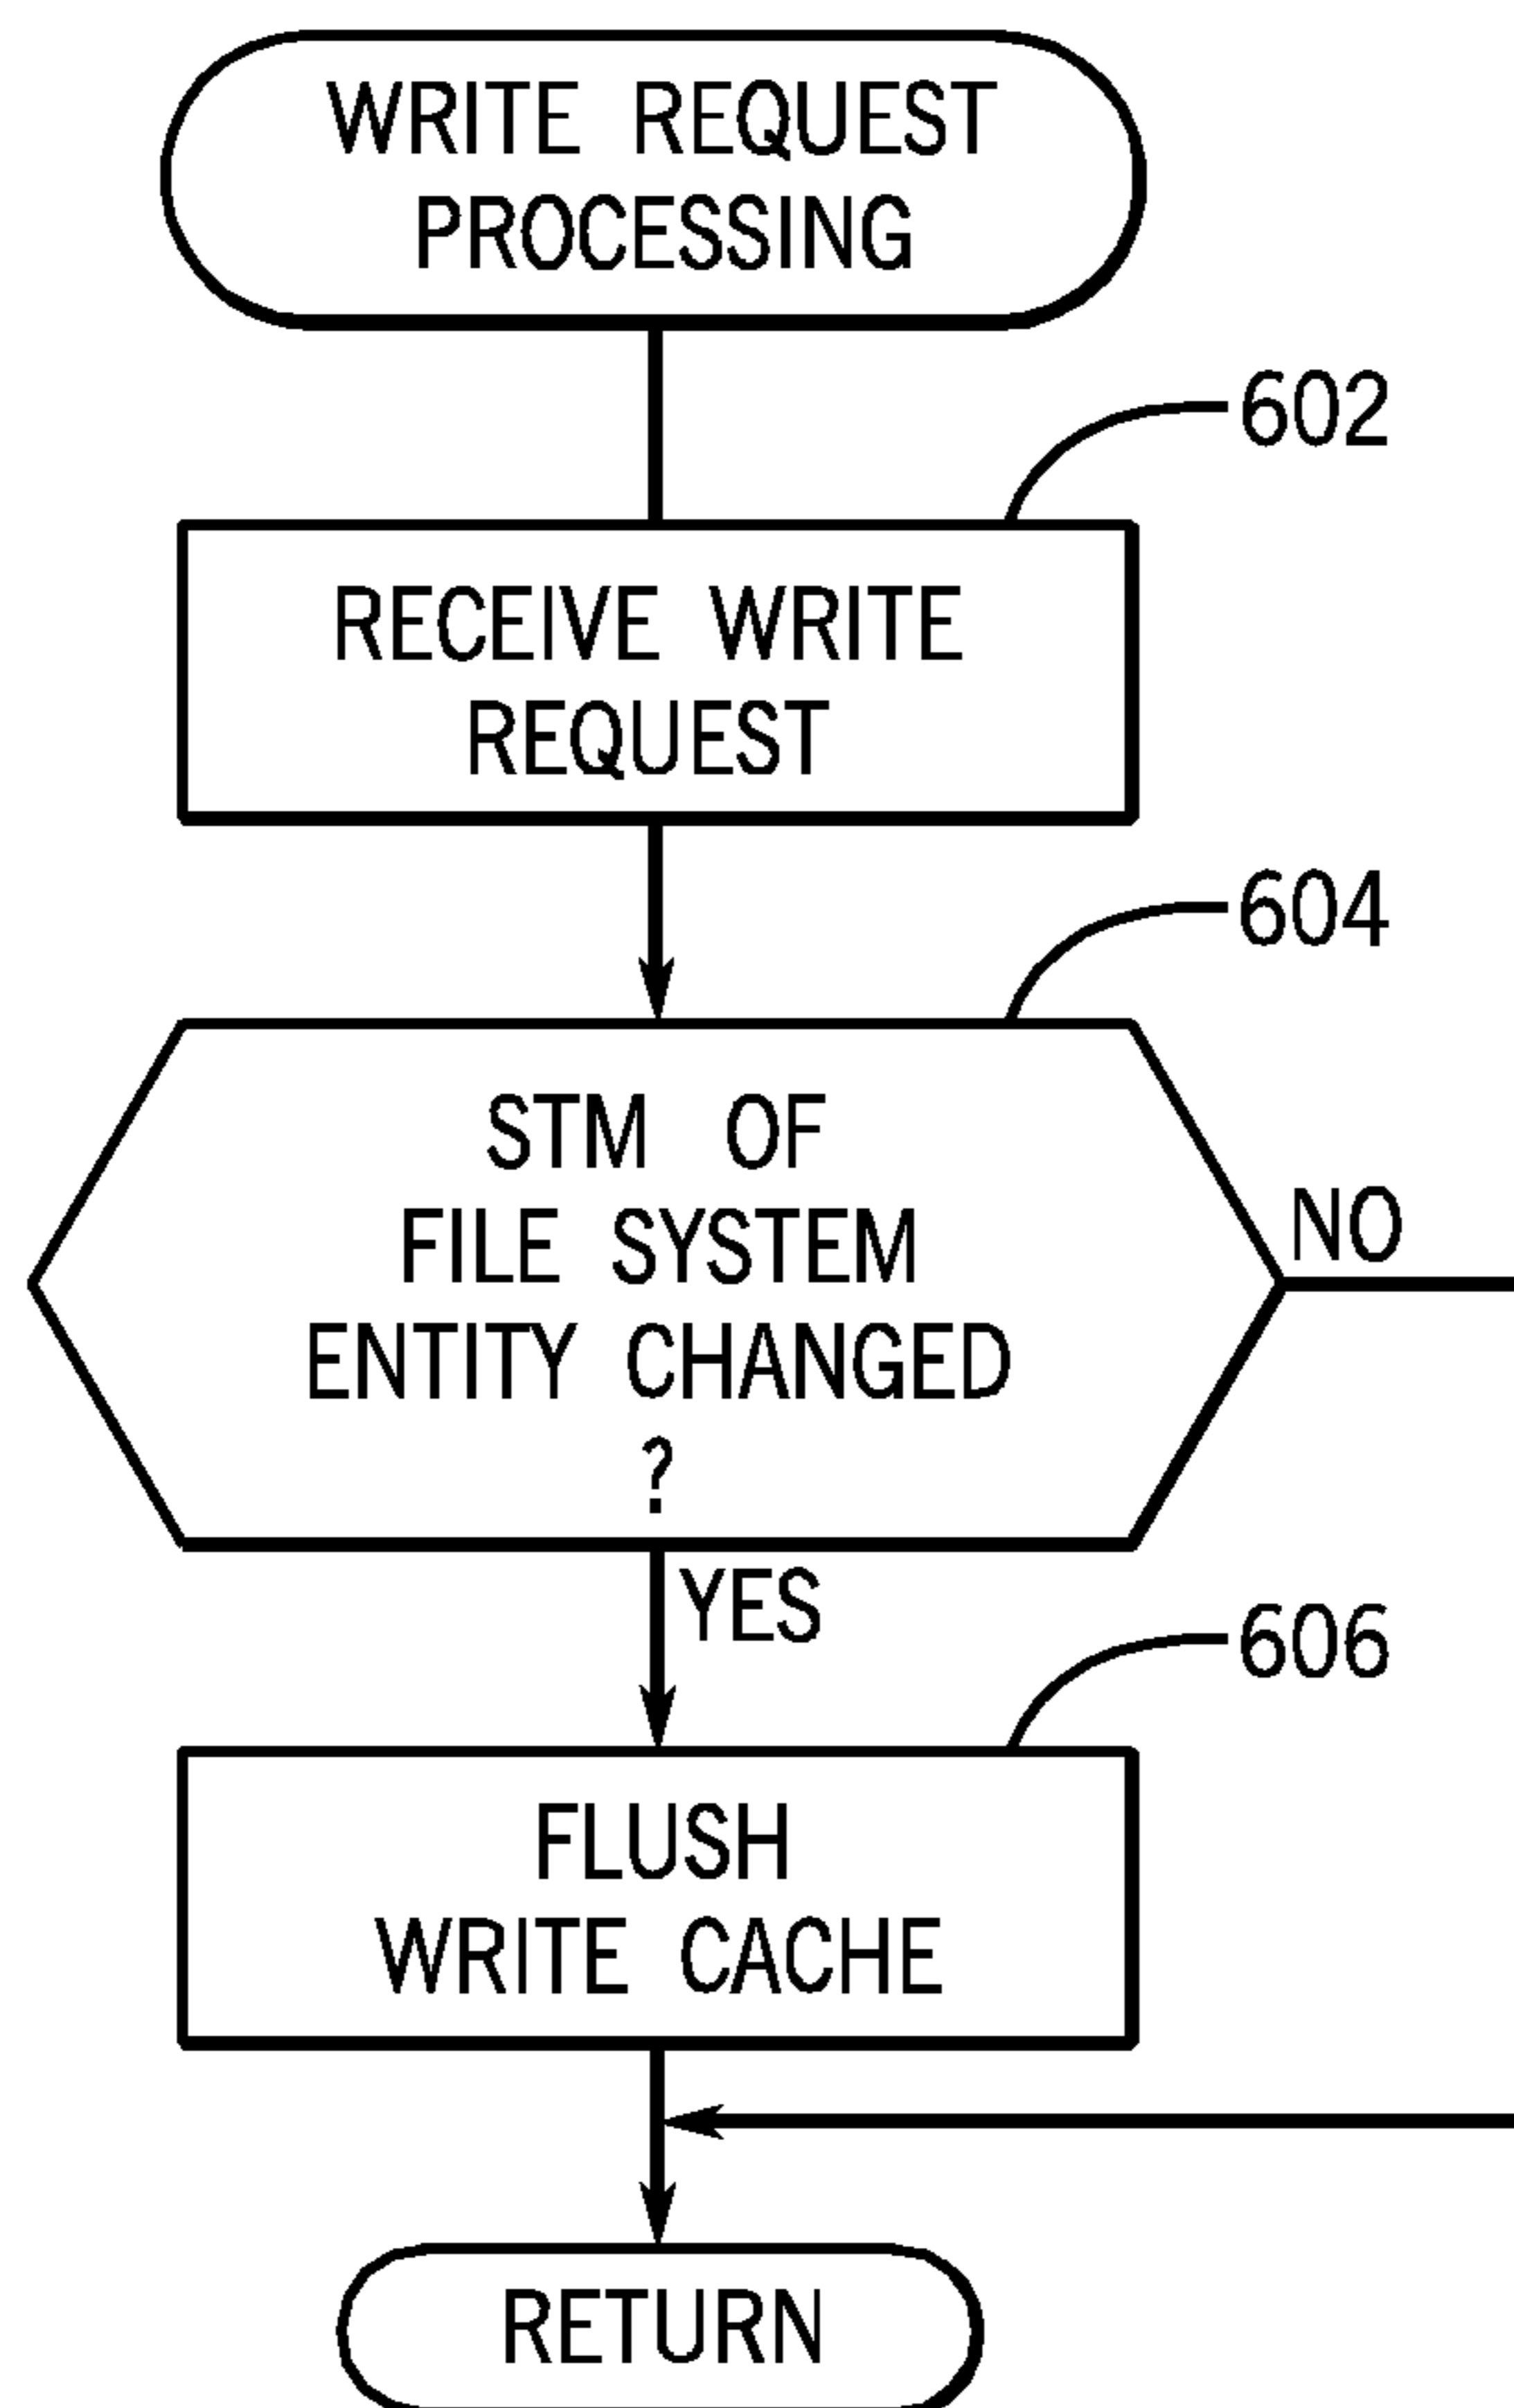 WRITE REQUEST
PROCESSING
602
RECEIVE WRITE
REQUEST
604
STM OF
FILE SYSTEM
ENTITY CHANGED
?
NO
YES
606
FLUSH
WRITE CACHE
RETURN